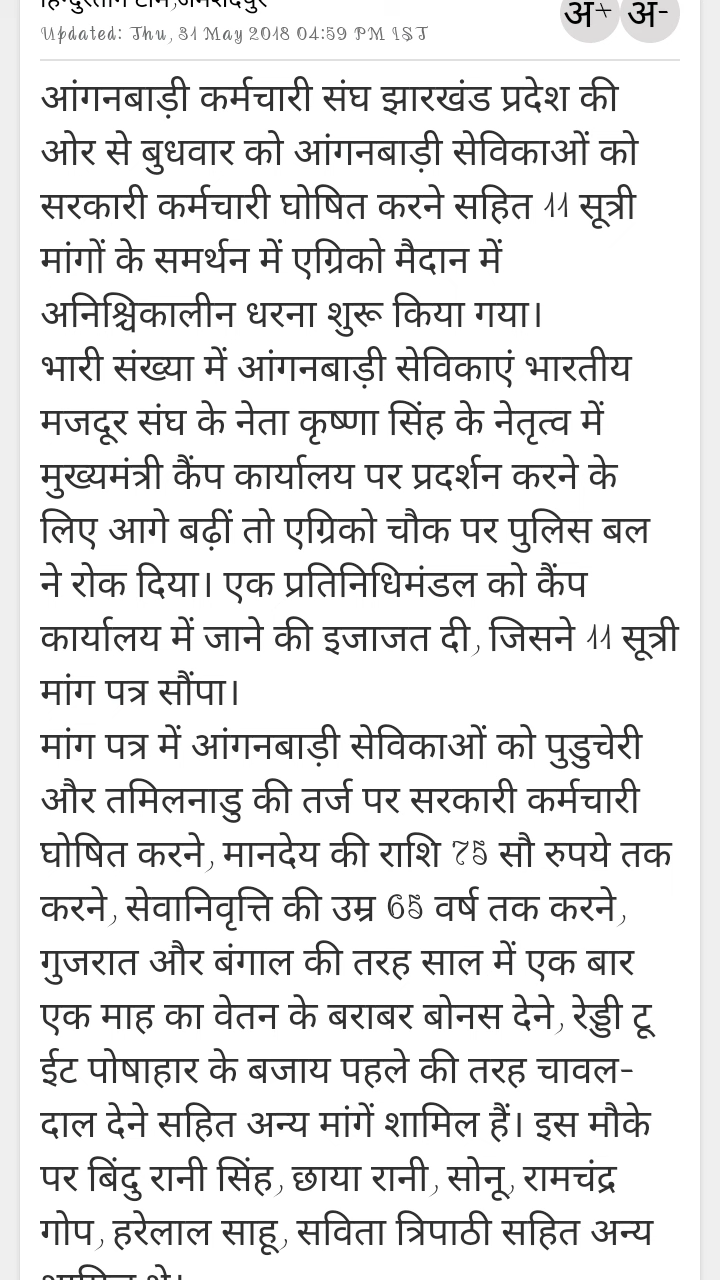 हिन्दुस्तान टीम,जमशेदपुर
Updated: Thu, 31 May 2018 04:59 PM IST
अ+ अ-
आंगनबाड़ी कर्मचारी संघ झारखंड प्रदेश की
ओर से बुधवार को आंगनबाड़ी सेविकाओं को
सरकारी कर्मचारी घोषित करने सहित 11 सूत्री
मांगों के समर्थन में एग्रिको मैदान में
अनिश्चिकालीन धरना शुरू किया गया।
भारी संख्या में आंगनबाड़ी सेविकाएं भारतीय
मजदूर संघ के नेता कृष्णा सिंह के नेतृत्व में
मुख्यमंत्री कैंप कार्यालय पर प्रदर्शन करने के
लिए आगे बढ़ीं तो एग्रिको चौक पर पुलिस बल
ने रोक दिया। एक प्रतिनिधिमंडल को कैंप
कार्यालय में जाने की इजाजत दी, जिसने 11 सूत्री
मांग पत्र सौंपा।
मांग पत्र में आंगनबाड़ी सेविकाओं को पुडुचेरी
और तमिलनाडु की तर्ज पर सरकारी कर्मचारी
घोषित करने, मानदेय की राशि 75 सौ रुपये तक
करने, सेवानिवृत्ति की उम्र 65 वर्ष तक करने,
गुजरात और बंगाल की तरह साल में एक बार
एक माह का वेतन के बराबर बोनस देने, रेड्डी टू
ईट पोषाहार के बजाय पहले की तरह चावल-
दाल देने सहित अन्य मांगें शामिल हैं। इस मौके
पर बिंदु रानी सिंह, छाया रानी, सोनू, रामचंद्र
गोप, हरेलाल साहू, सविता त्रिपाठी सहित अन्य
शामिल थे।